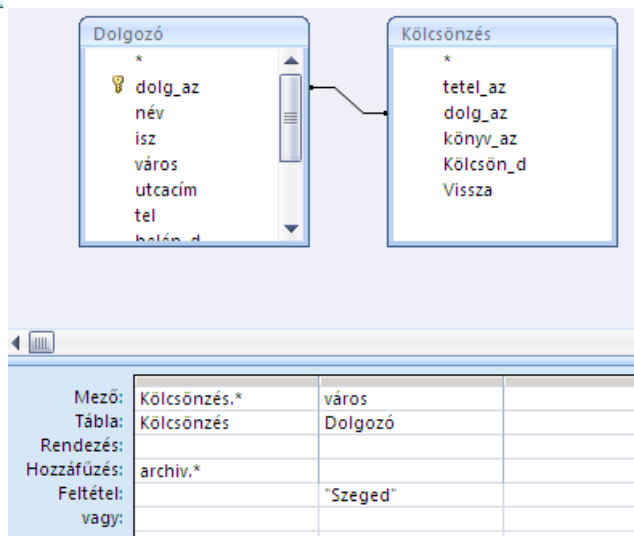 Dolgozó
*
dolg_az
név
isz
város
utcacím
tel
belép_d
Kölcsönzés
*
tetel_az
dolg_az
könyv_az
Kölcsön_d
Vissza
Mező: Kölcsönzés.* város
Tábla: Kölcsönzés Dolgozó
Rendezés:
Hozzáfűzés: archiv.*
Feltétel: "Szeged"
vagy: